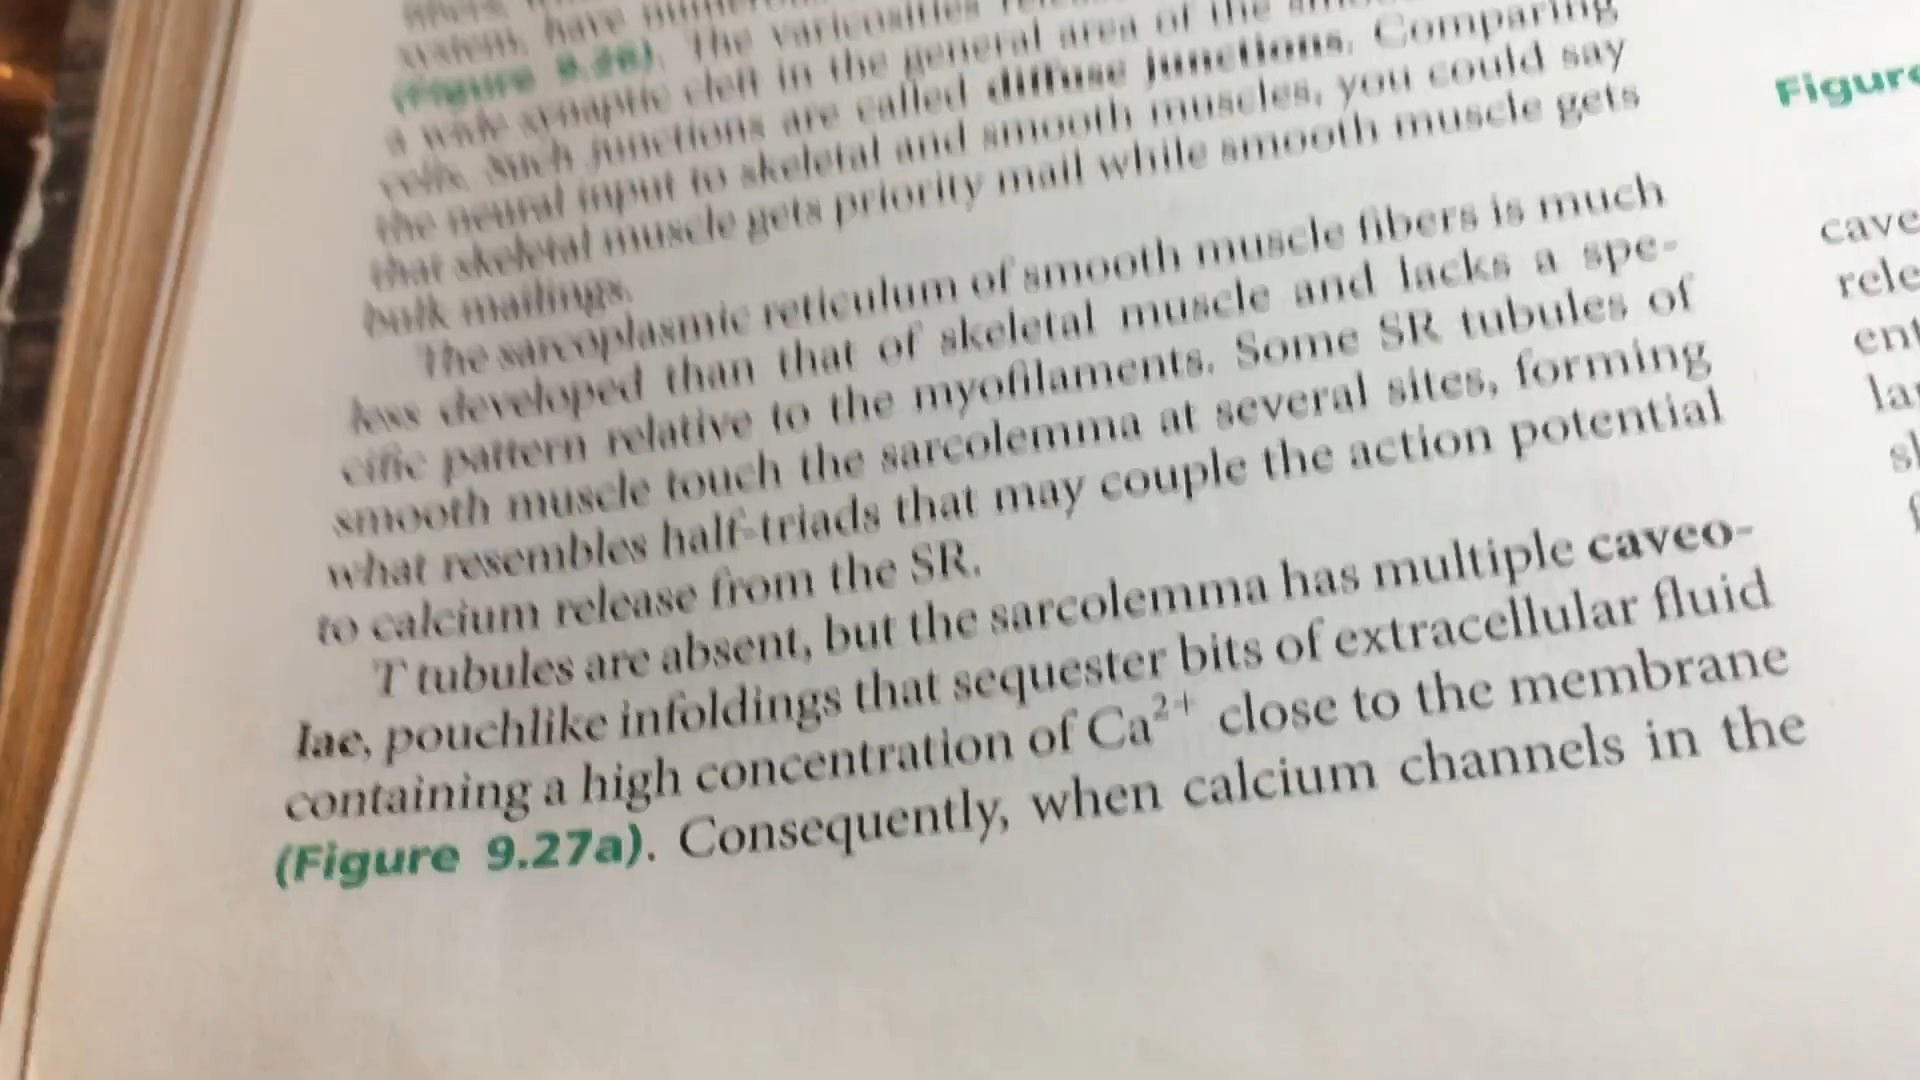 system, have numerous
(Figure 9.26). The varicosities
a wide synaptic cleft in the general area of the
cells. Such junctions are called diffuse junctions. Comparing
the neural input to skeletal and smooth muscles, you could say
that skeletal muscle gets priority mail while smooth muscle gets
bulk mailings.
The sarcoplasmic reticulum of smooth muscle fibers is much
less developed than that of skeletal muscle and lacks a spe-
cific pattern relative to the myofilaments. Some SR tubules of
smooth muscle touch the sarcolemma at several sites, forming
what resembles half-triads that may couple the action potential
to calcium release from the SR.
T tubules are absent, but the sarcolemma has multiple caveo-
lae, pouchlike infoldings that sequester bits of extracellular fluid
containing a high concentration of Ca²⁺ close to the membrane
(Figure 9.27a). Consequently, when calcium channels in the
Figure
cave
rele
ent